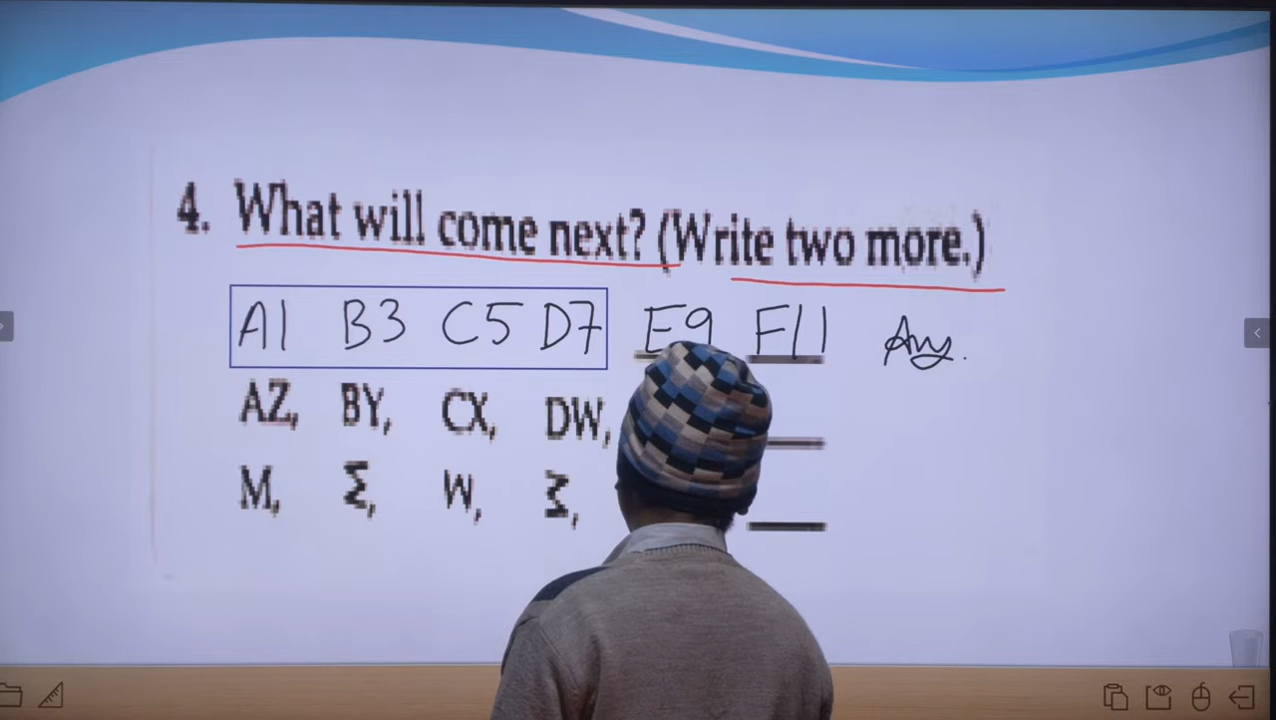 4. What will come next? (Write two more.)
A1 B3 C5 D7 E9 F11 Ans.
AZ, BY, CX, DW,
M, Σ, W,